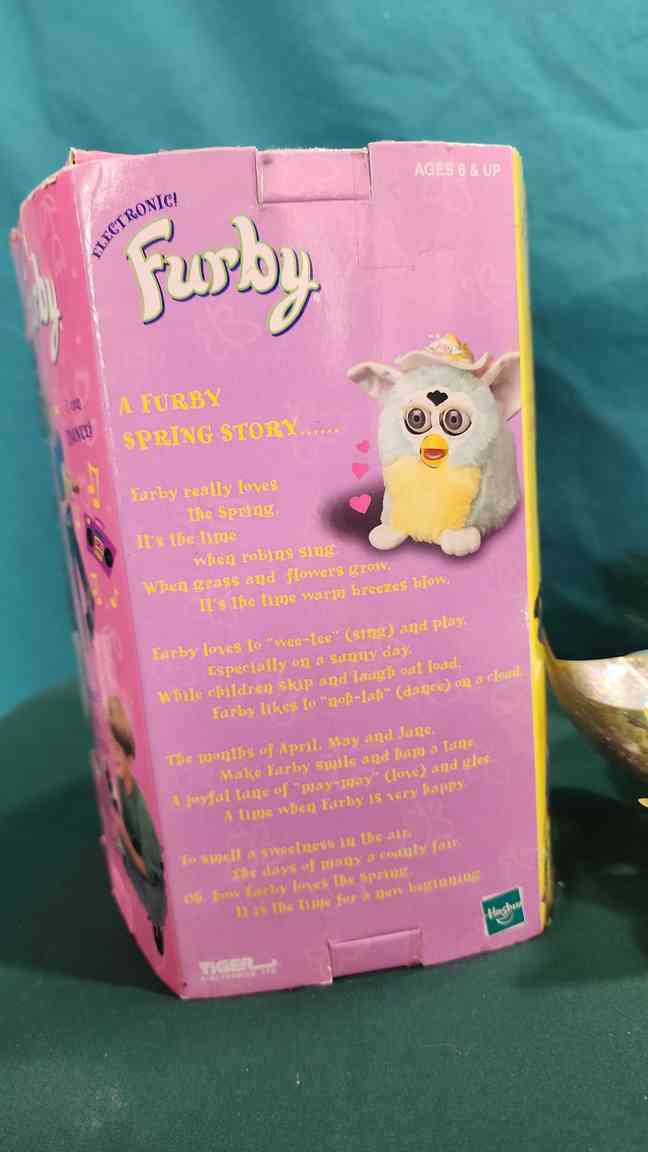 AGES 6 & UP
ELECTRONIC!
Furby
A FURBY
SPRING STORY......
Furby really loves
the Spring,
It's the time
when robins sing.
When grass and flowers grow,
It's the time warm breezes blow.
Furby loves to "wee-tee" (sing) and play.
Especially on a sunny day.
While children skip and laugh out loud,
Furby likes to "noh-lah" (dance) on a cloud.
The months of April, May and June,
Make Furby smile and hum a tune.
A joyful tune of "may-may" (love) and glee.
A time when Furby is very happy.
To smell a sweetness in the air,
The days of many a county fair.
Oh, how Furby loves the Spring.
It is the time for a new beginning.
Hasbro
TIGER
ELECTRONICS, LTD.
by